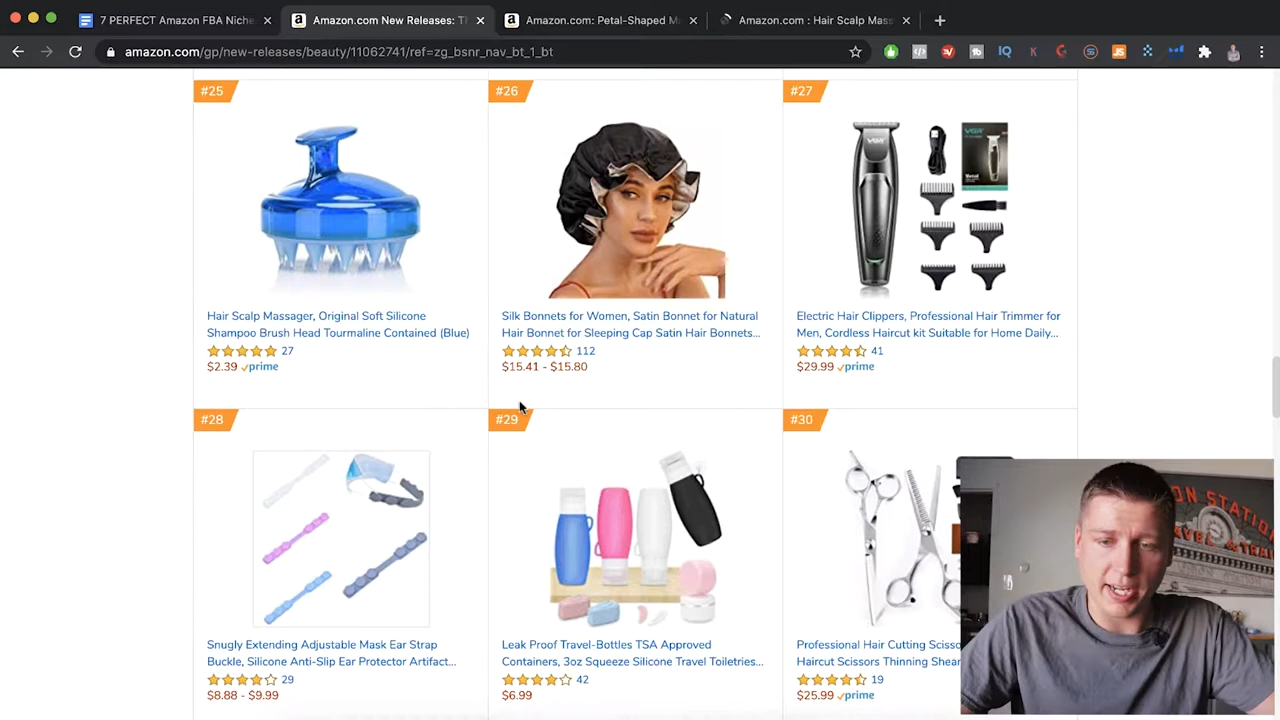 7 PERFECT Amazon FBA Niche
Amazon.com New Releases: T
Amazon.com: Petal-Shaped M
Amazon.com : Hair Scalp Mass
amazon.com/gp/new-releases/beauty/11062741/ref=zg_bsnr_nav_bt_1_bt
#25
#26
#27
Hair Scalp Massager, Original Soft Silicone
Shampoo Brush Head Tourmaline Contained (Blue)
27
$2.39 prime
Silk Bonnets for Women, Satin Bonnet for Natural
Hair Bonnet for Sleeping Cap Satin Hair Bonnets...
112
$15.41 - $15.80
VGR
VGR
Electric Hair Clippers, Professional Hair Trimmer for
Men, Cordless Haircut kit Suitable for Home Daily...
41
$29.99 prime
#28
#29
#30
Snugly Extending Adjustable Mask Ear Strap
Buckle, Silicone Anti-Slip Ear Protector Artifact...
29
$8.88 - $9.99
Leak Proof Travel-Bottles TSA Approved
Containers, 3oz Squeeze Silicone Travel Toiletries...
42
$6.99
Professional Hair Cutting Scisso
Haircut Scissors Thinning Shear
19
$25.99 prime
ON STATION